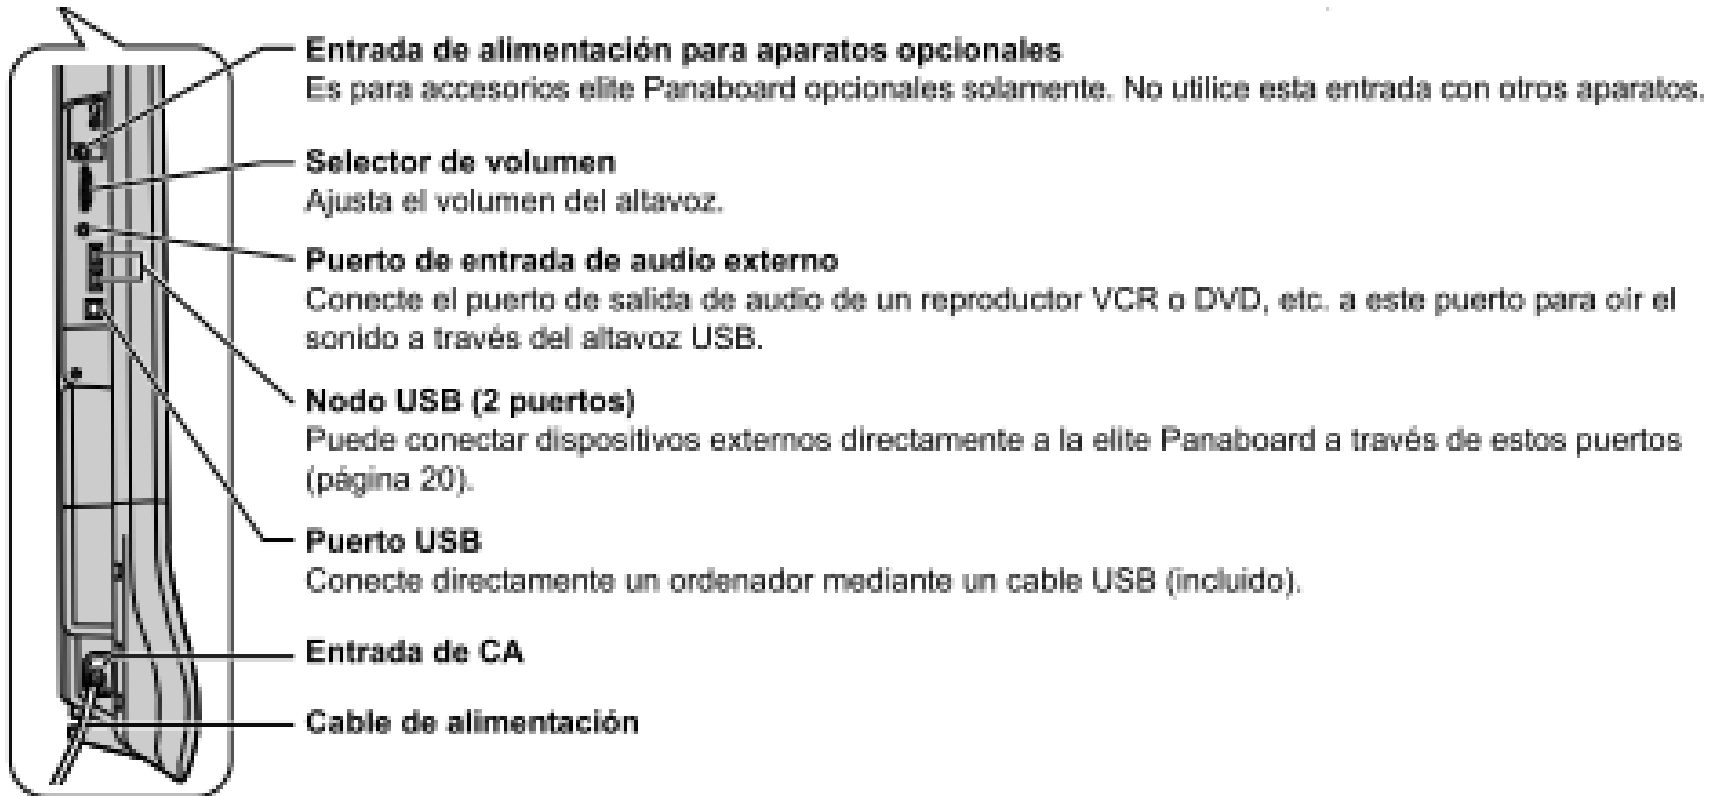 Entrada de alimentación para aparatos opcionales
Es para accesorios elite Panaboard opcionales solamente. No utilice esta entrada con otros aparatos.
Selector de volumen
Ajusta el volumen del altavoz.
Puerto de entrada de audio externo
Conecte el puerto de salida de audio de un reproductor VCR o DVD, etc. a este puerto para oír el
sonido a través del altavoz USB.
Nodo USB (2 puertos)
Puede conectar dispositivos externos directamente a la elite Panaboard a través de estos puertos
(página 20).
Puerto USB
Conecte directamente un ordenador mediante un cable USB (incluido).
Entrada de CA
Cable de alimentación